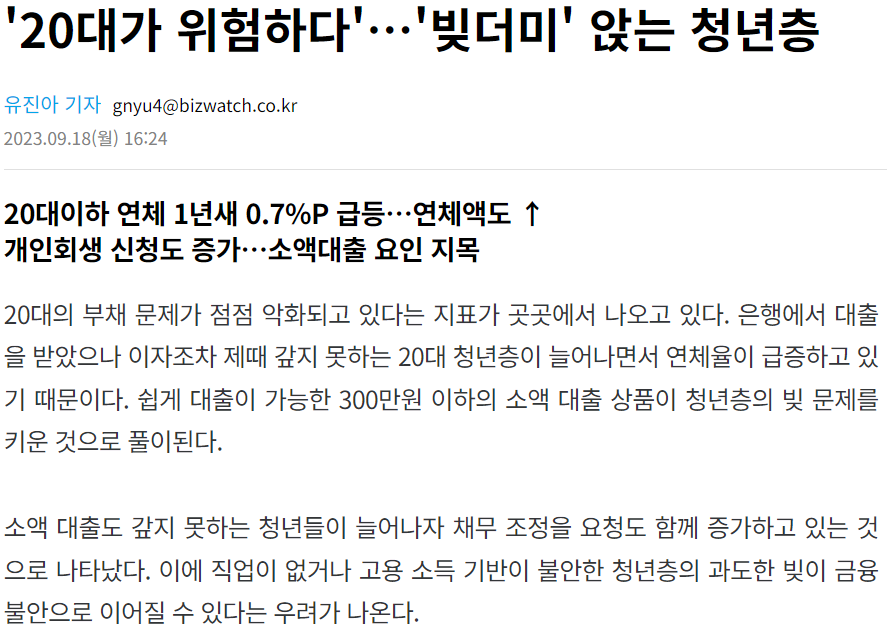 '20대가 위험하다'…'빚더미' 앉는 청년층
유진아 기자 gnyu4@bizwatch.co.kr
2023.09.18(월) 16:24
20대이하 연체 1년새 0.7%P 급등…연체액도 ↑
개인회생 신청도 증가…소액대출 요인 지목
20대의 부채 문제가 점점 악화되고 있다는 지표가 곳곳에서 나오고 있다. 은행에서 대출
을 받았으나 이자조차 제때 갚지 못하는 20대 청년층이 늘어나면서 연체율이 급증하고 있
기 때문이다. 쉽게 대출이 가능한 300만원 이하의 소액 대출 상품이 청년층의 빚 문제를
키운 것으로 풀이된다.
소액 대출도 갚지 못하는 청년들이 늘어나자 채무 조정을 요청도 함께 증가하고 있는 것
으로 나타났다. 이에 직업이 없거나 고용 소득 기반이 불안한 청년층의 과도한 빚이 금융
불안으로 이어질 수 있다는 우려가 나온다.